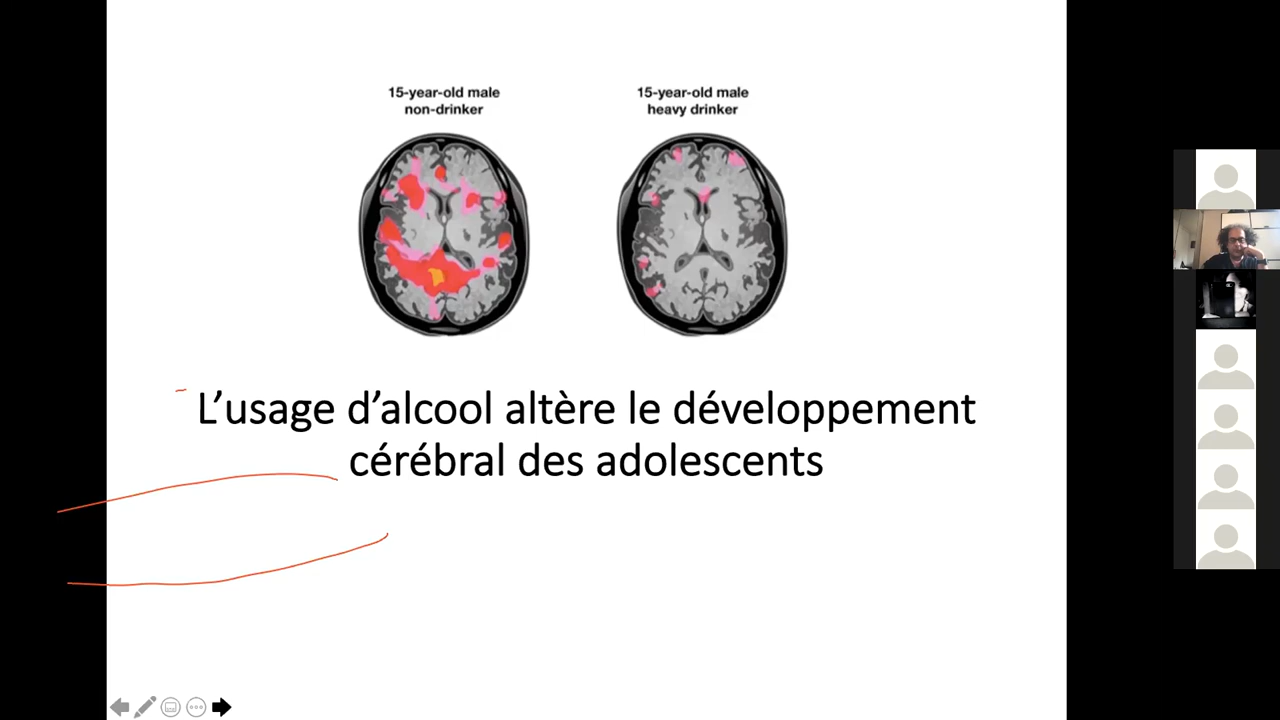 15-year-old male
non-drinker
15-year-old male
heavy drinker
L’usage d’alcool altère le développement
cérébral des adolescents